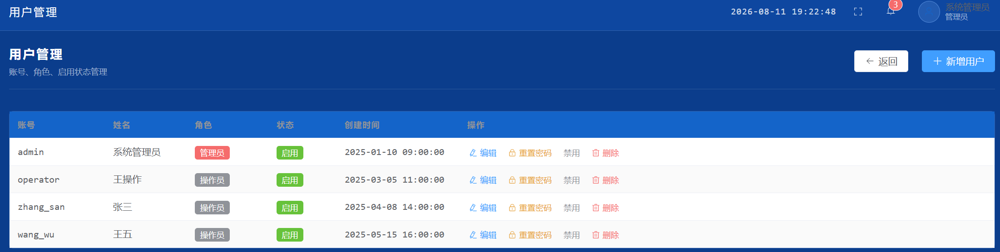 用户管理
2026-08-11 19:22:48
3
系统管理员
管理员
用户管理
账号、角色、启用状态管理
返回
新增用户
账号 姓名 角色 状态 创建时间 操作
admin 系统管理员 管理员 启用 2025-01-10 09:00:00 编辑 重置密码 禁用 删除
operator 王操作 操作员 启用 2025-03-05 11:00:00 编辑 重置密码 禁用 删除
zhang_san 张三 操作员 启用 2025-04-08 14:00:00 编辑 重置密码 禁用 删除
wang_wu 王五 操作员 启用 2025-05-15 16:00:00 编辑 重置密码 禁用 删除